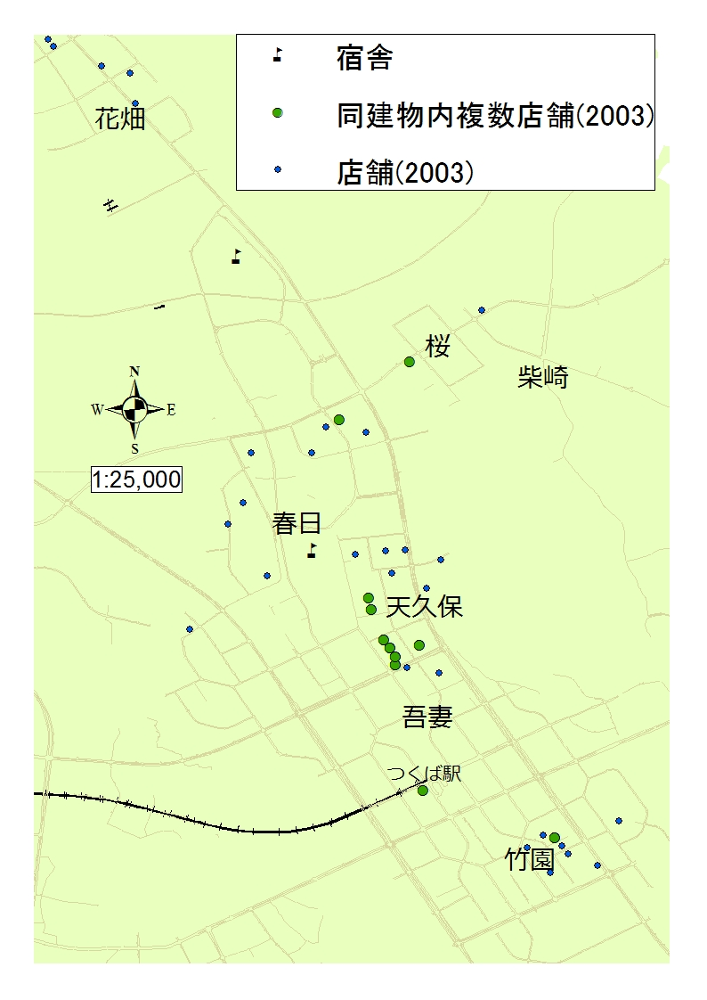 宿舎
同建物内複数店舗(2003)
店舗(2003)
花畑
桜
柴崎
N
W
E
S
1:25,000
春日
天久保
吾妻
つくば駅
竹園